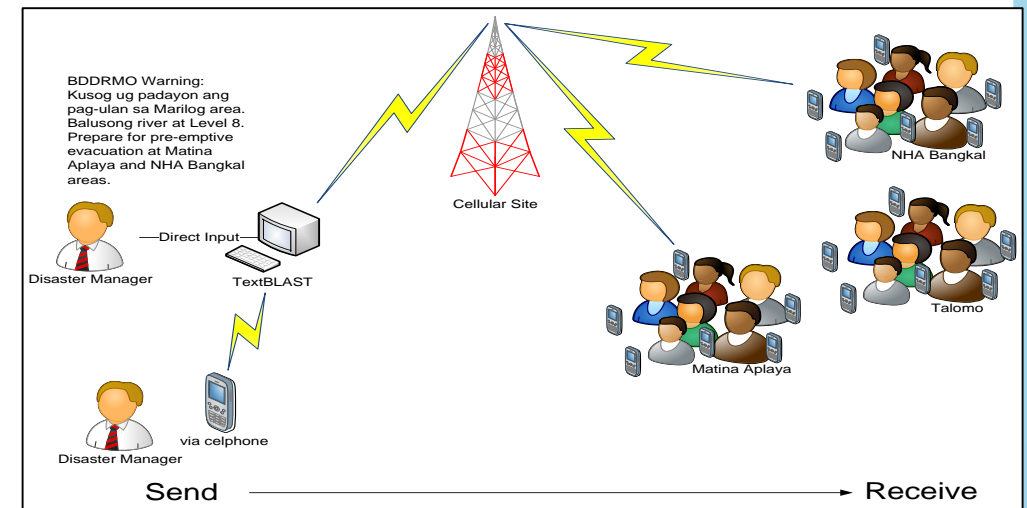 BDDRMO Warning:
Kusog ug padayon ang
pag-ulan sa Marilog area.
Balusong river at Level 8.
Prepare for pre-emptive
evacuation at Matina
Aplaya and NHA Bangkal
areas.
Disaster Manager
Direct Input
TextBLAST
Cellular Site
NHA Bangkal
Talomo
Matina Aplaya
via celphone
Disaster Manager
Send
Receive